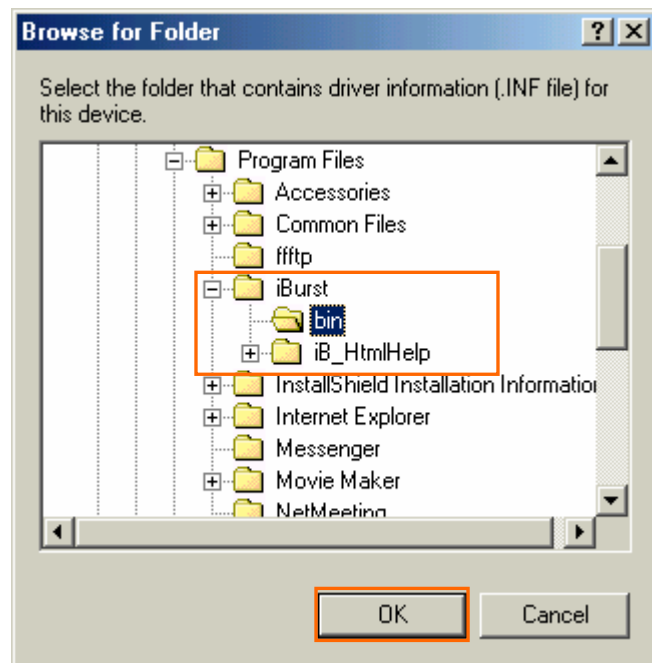 Browse for Folder
Select the folder that contains driver information (.INF file) for
this device.
Program Files
Accessories
Common Files
ffftp
iBurst
bin
iB_HtmlHelp
InstallShield Installation Information
Internet Explorer
Messenger
Movie Maker
NetMeeting
OK
Cancel